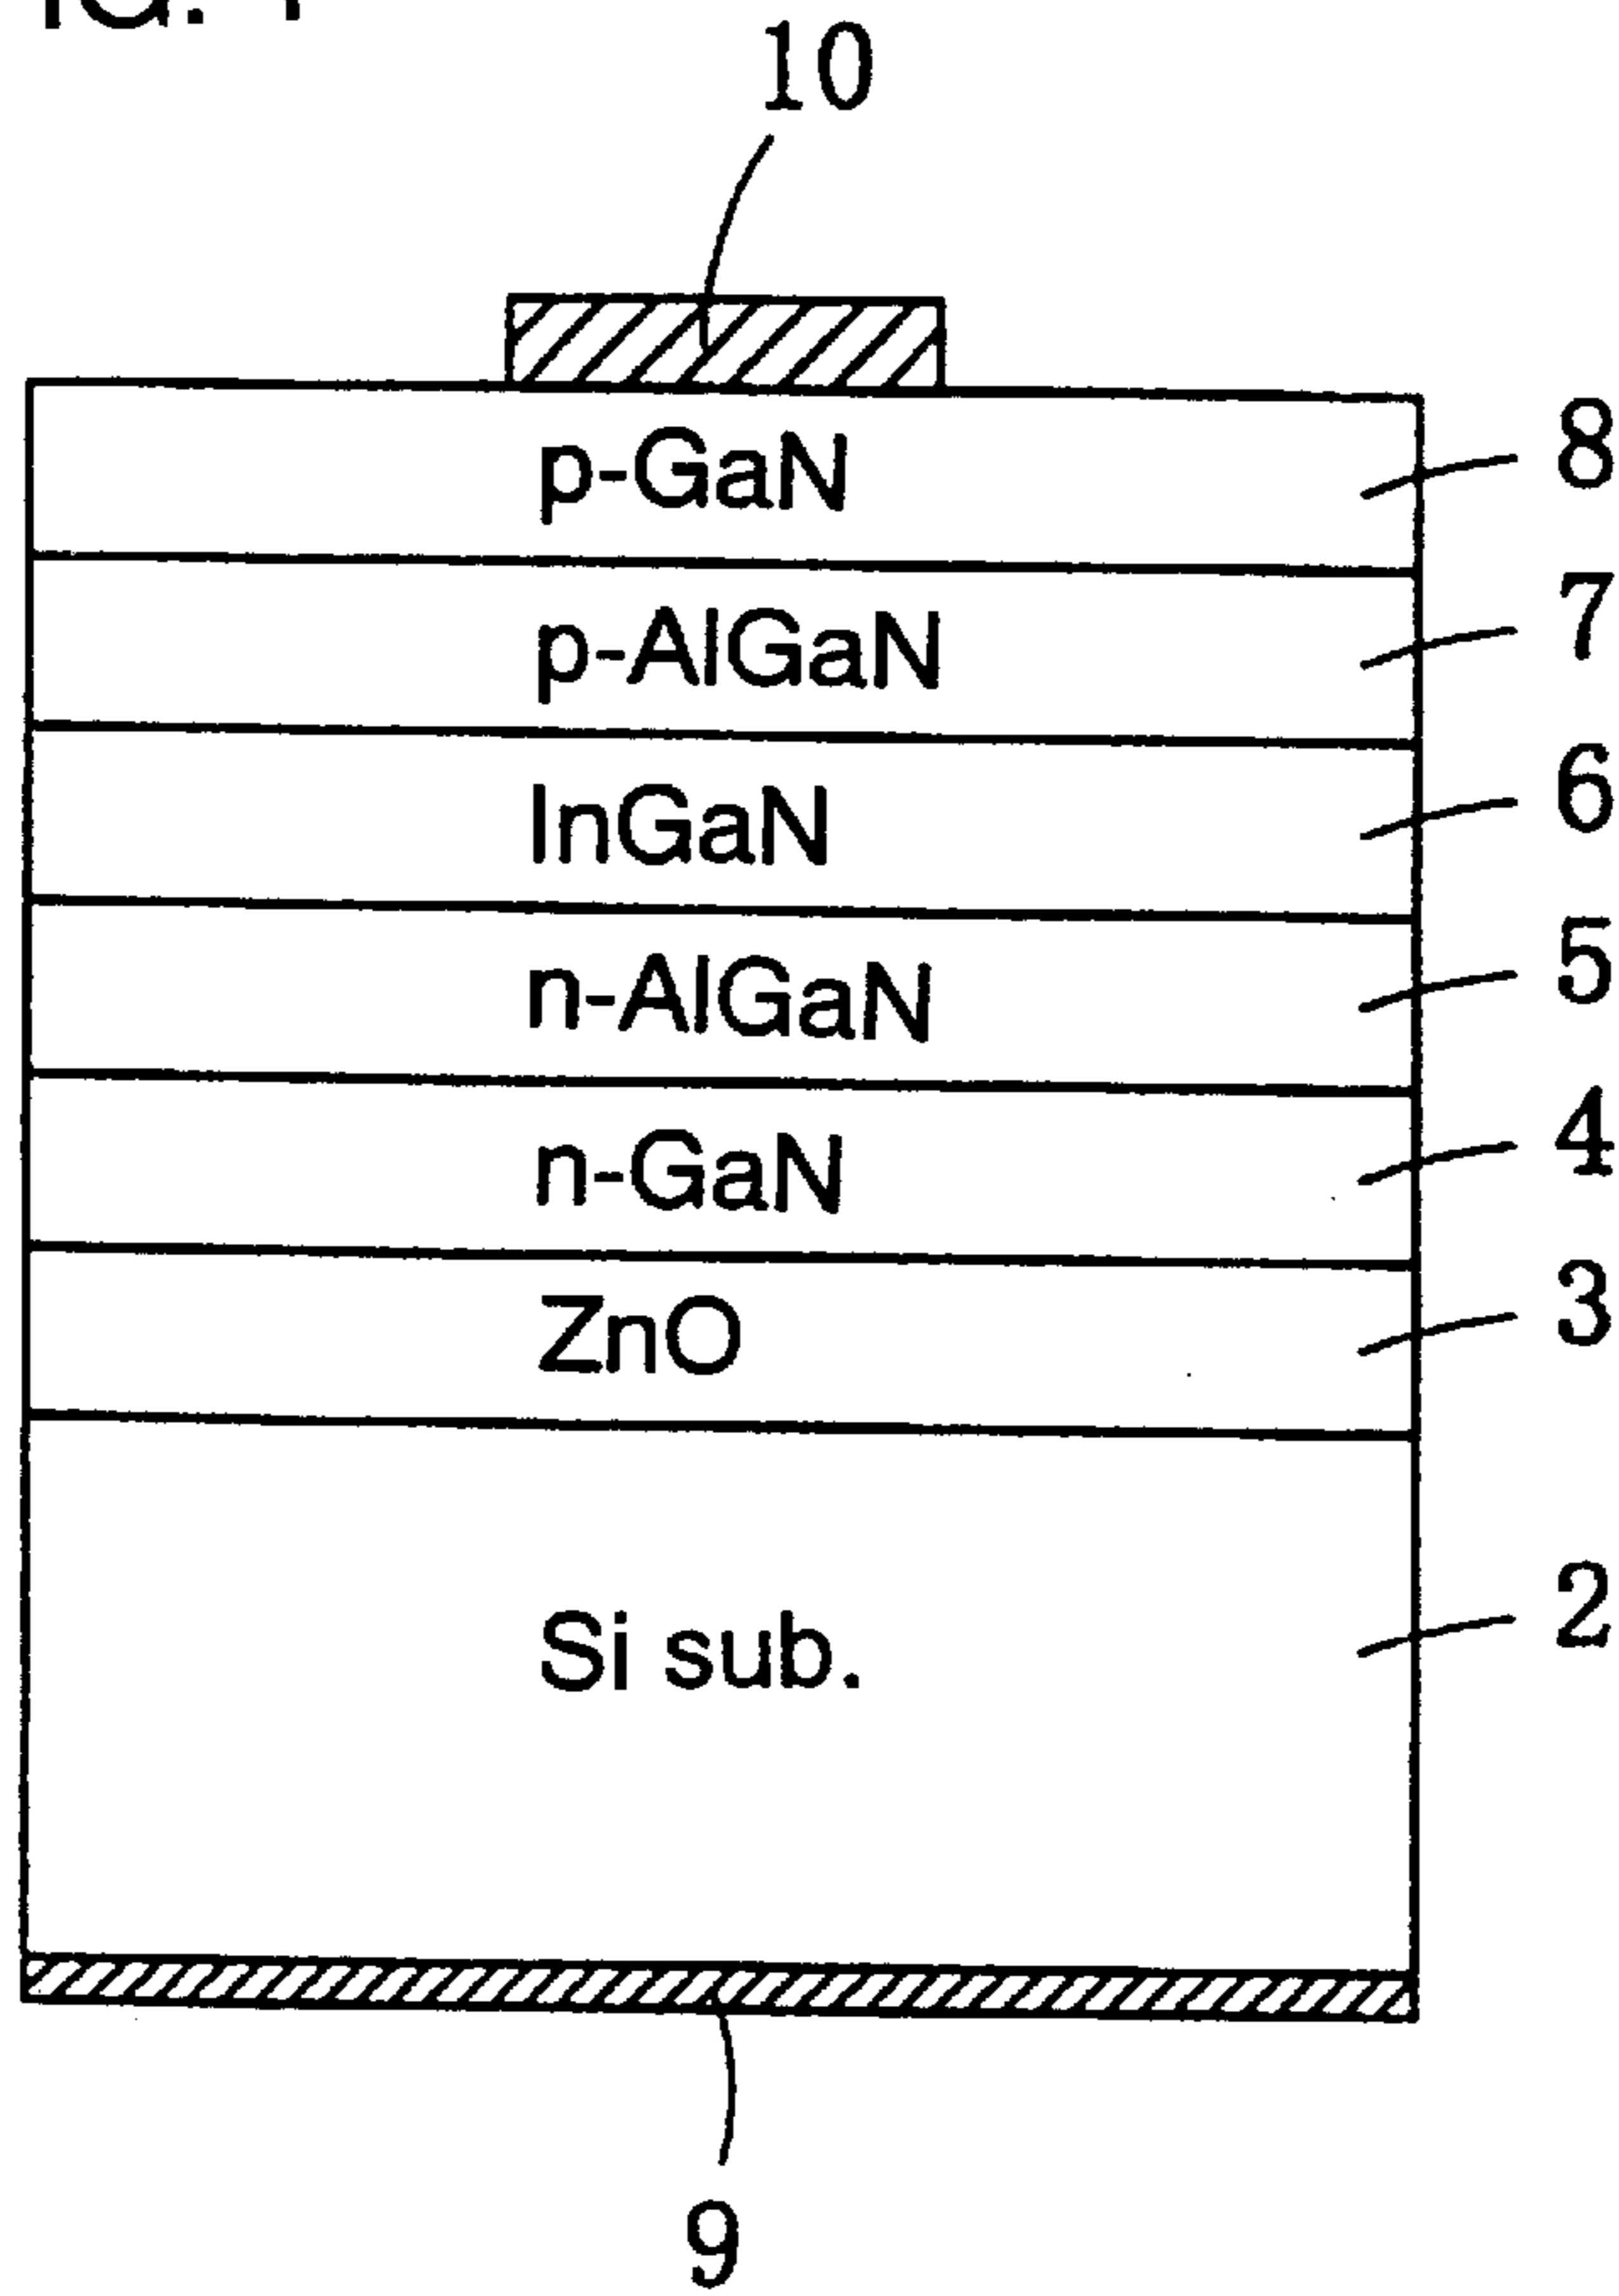 10
p-GaN 8
p-AlGaN 7
InGaN 6
n-AlGaN 5
n-GaN 4
ZnO 3
Si sub. 2
9